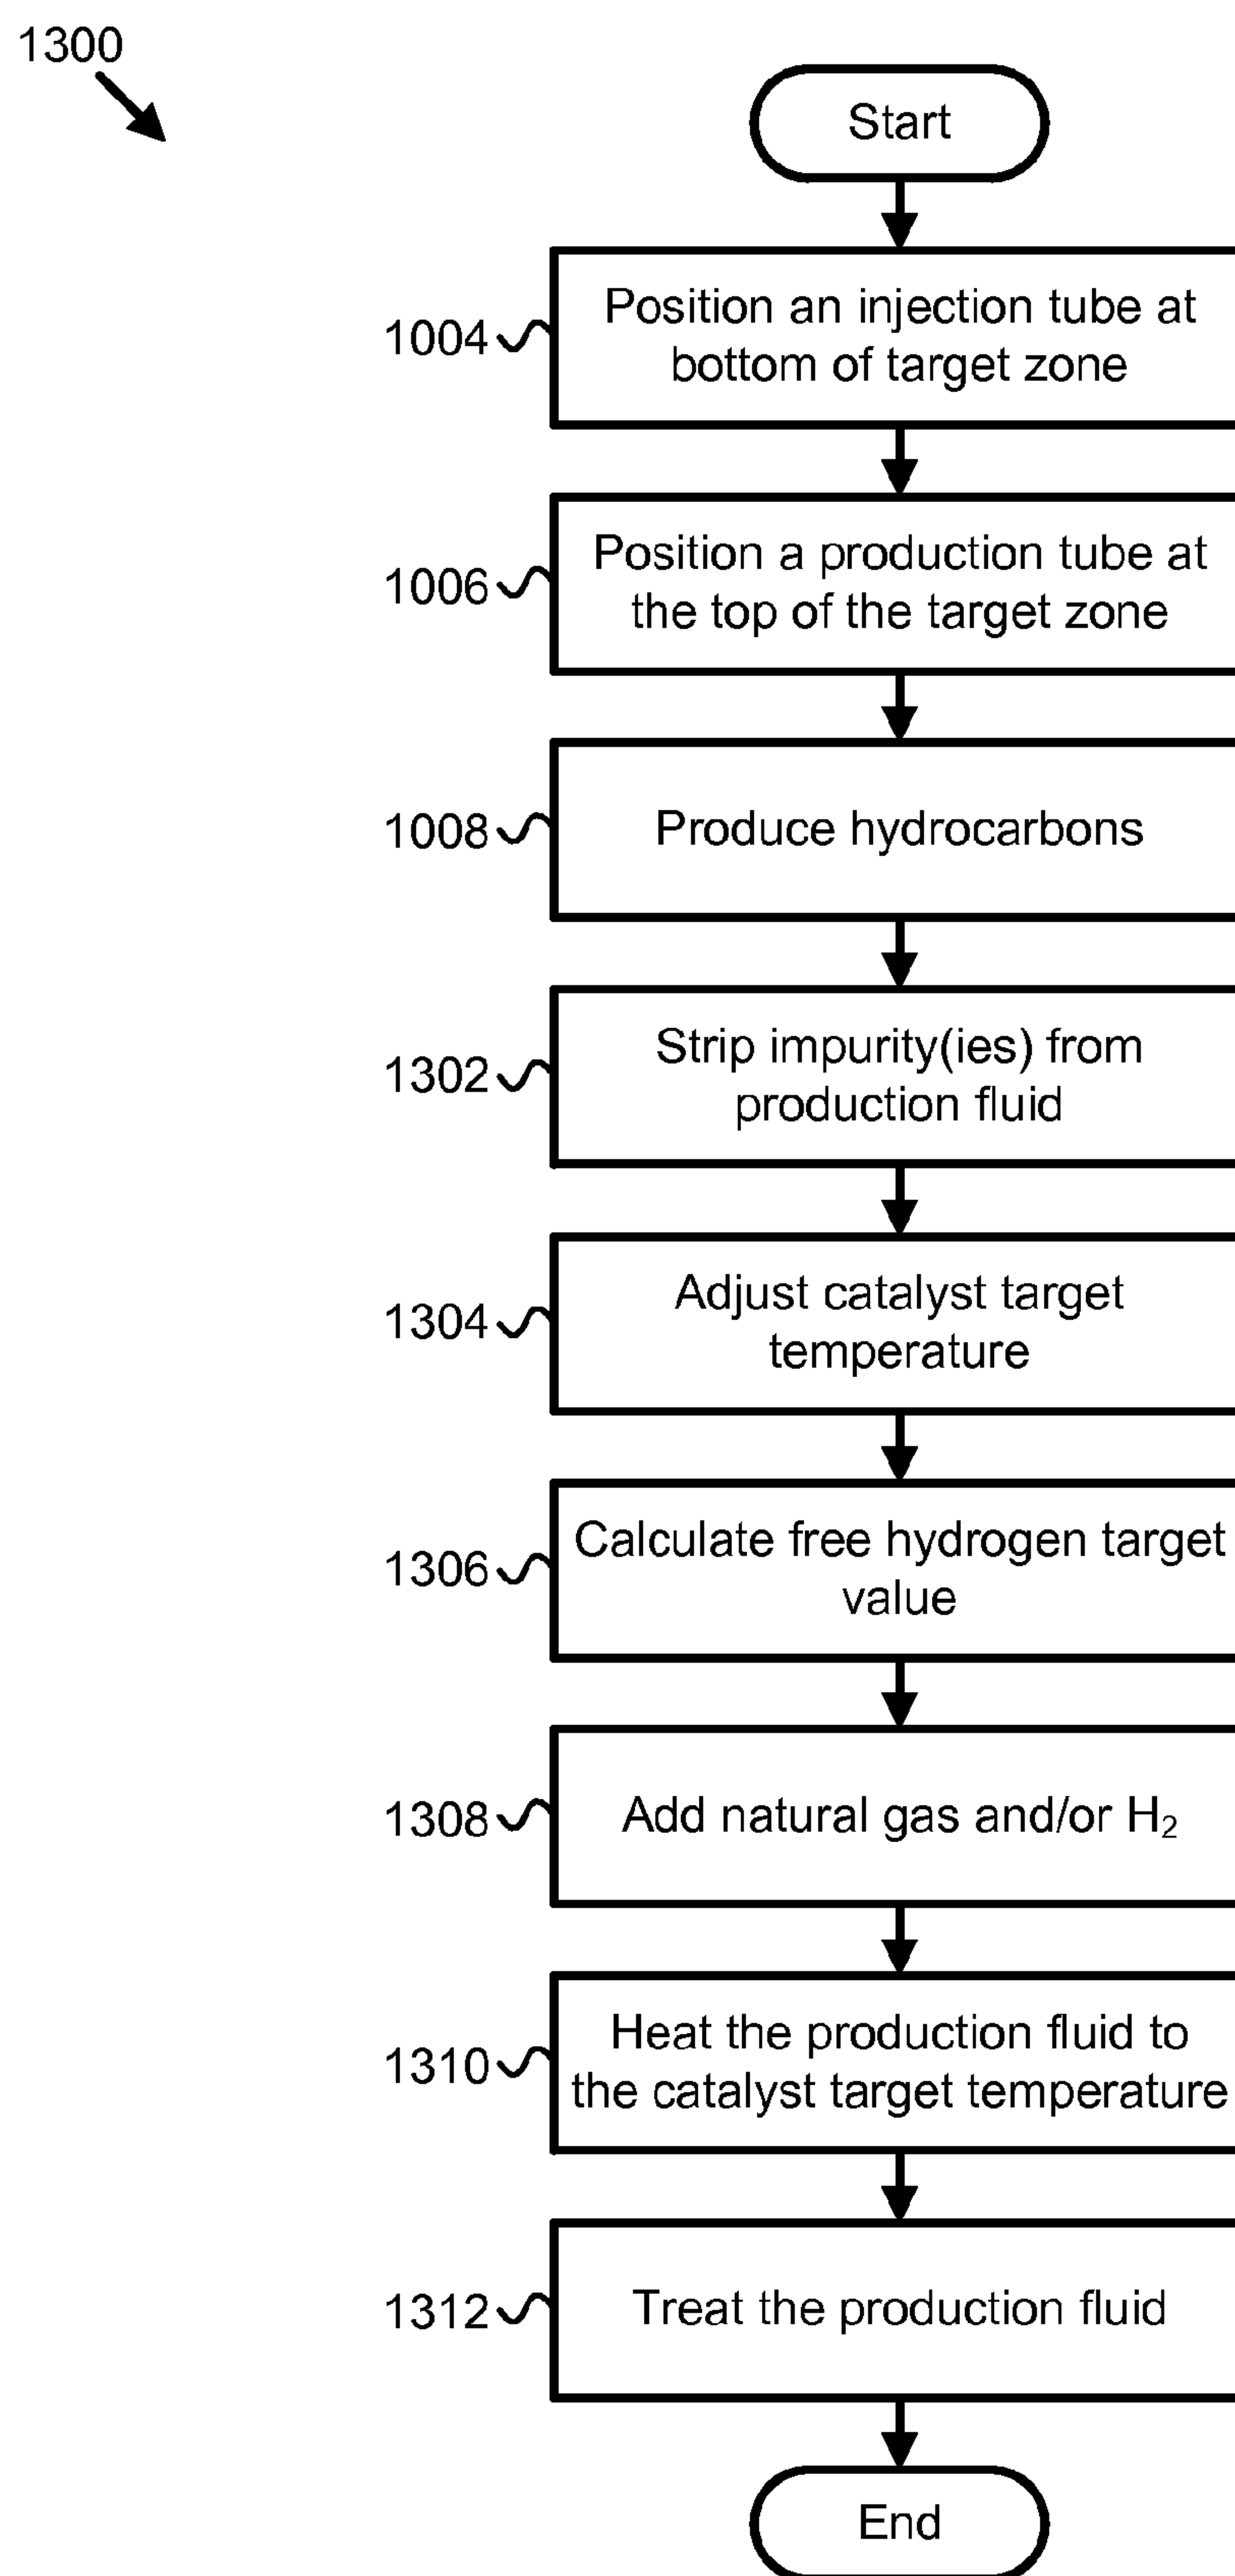 1300
Start
1004
Position an injection tube at
bottom of target zone
1006
Position a production tube at
the top of the target zone
1008
Produce hydrocarbons
1302
Strip impurity(ies) from
production fluid
1304
Adjust catalyst target
temperature
1306
Calculate free hydrogen target
value
1308
Add natural gas and/or H₂
1310
Heat the production fluid to
the catalyst target temperature
1312
Treat the production fluid
End